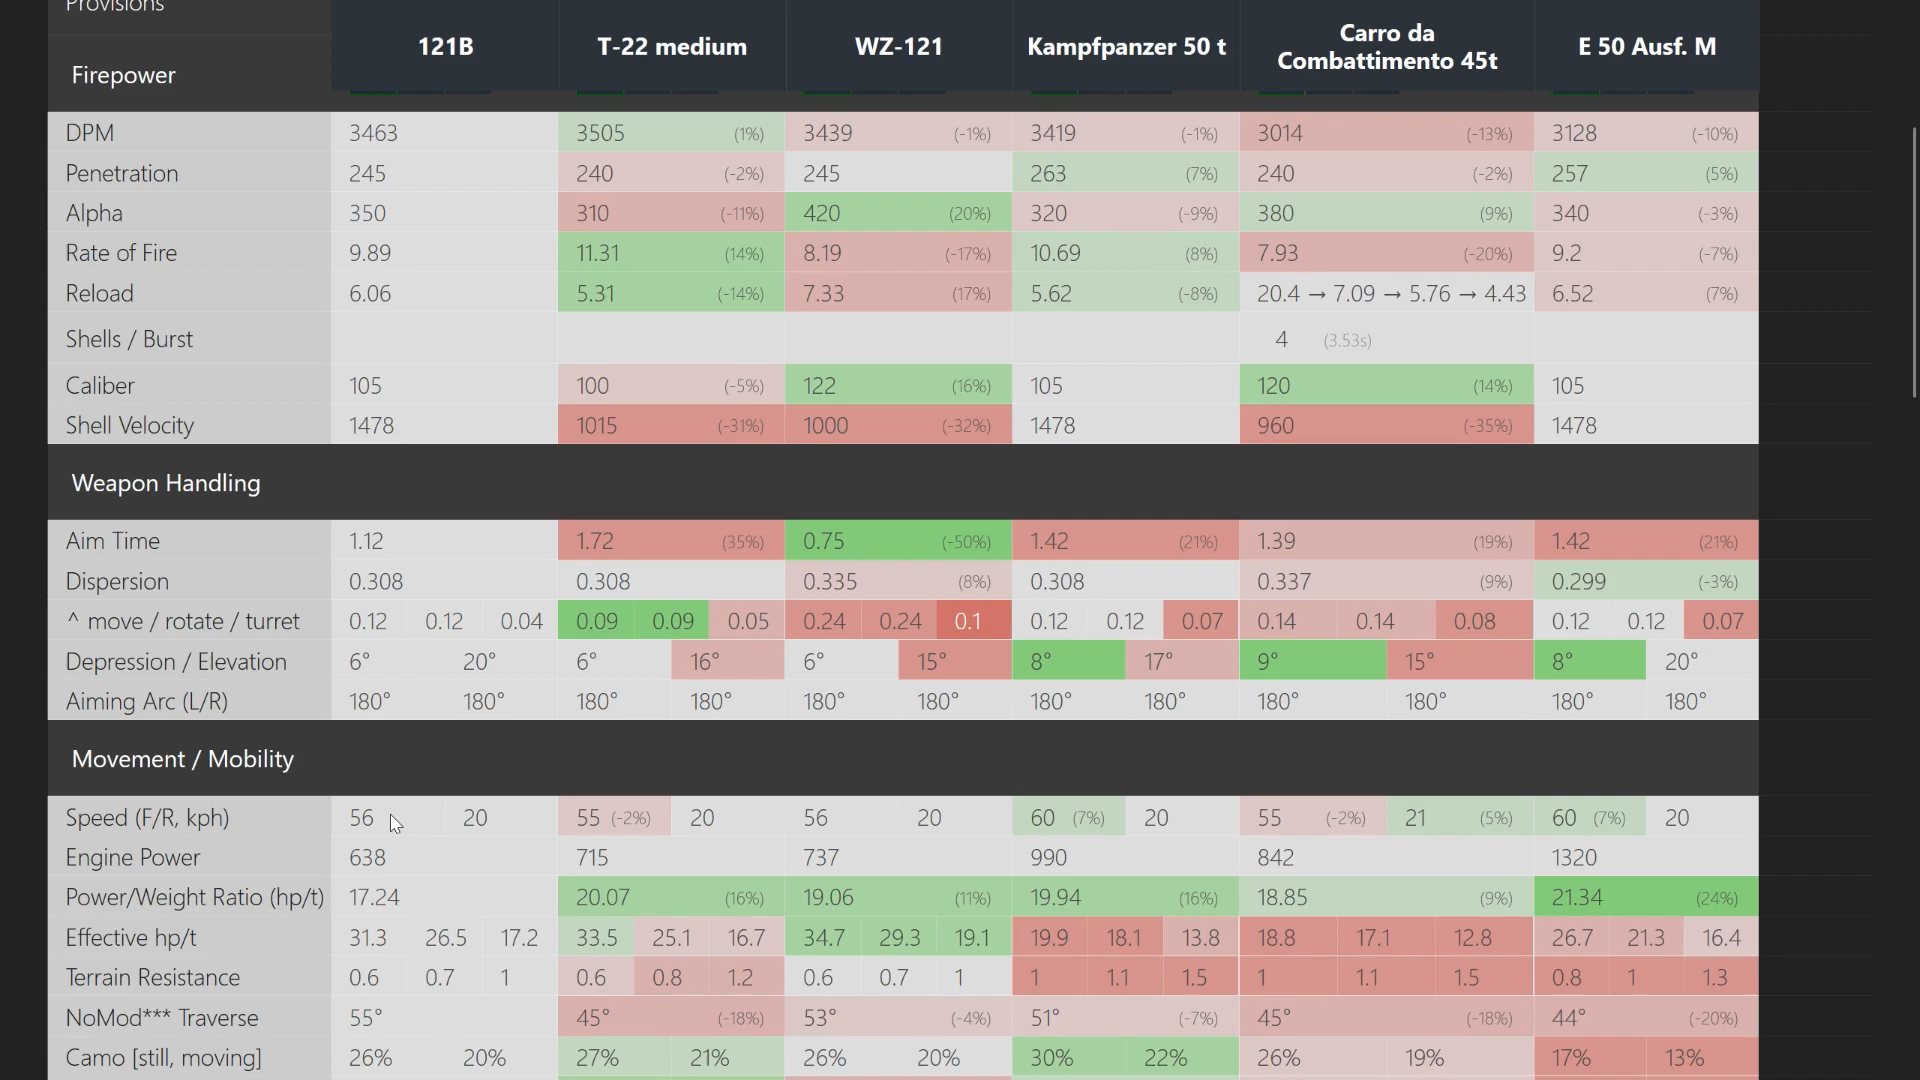 Provisions
121B T-22 medium WZ-121 Kampfpanzer 50 t Carro da Combattimento 45t E 50 Ausf. M
Firepower
DPM 3463 3505 (1%) 3439 (-1%) 3419 (-1%) 3014 (-13%) 3128 (-10%)
Penetration 245 240 (-2%) 245 263 (7%) 240 (-2%) 257 (5%)
Alpha 350 310 (-11%) 420 (20%) 320 (-9%) 380 (9%) 340 (-3%)
Rate of Fire 9.89 11.31 (14%) 8.19 (-17%) 10.69 (8%) 7.93 (-20%) 9.2 (-7%)
Reload 6.06 5.31 (-14%) 7.33 (17%) 5.62 (-8%) 20.4 → 7.09 → 5.76 → 4.43 6.52 (7%)
Shells / Burst 4 (3.53s)
Caliber 105 100 (-5%) 122 (16%) 105 120 (14%) 105
Shell Velocity 1478 1015 (-31%) 1000 (-32%) 1478 960 (-35%) 1478
Weapon Handling
Aim Time 1.12 1.72 (35%) 0.75 (-50%) 1.42 (21%) 1.39 (19%) 1.42 (21%)
Dispersion 0.308 0.308 0.335 (8%) 0.308 0.337 (9%) 0.299 (-3%)
^ move / rotate / turret 0.12 0.12 0.04 0.09 0.09 0.05 0.24 0.24 0.1 0.12 0.12 0.07 0.14 0.14 0.08 0.12 0.12 0.07
Depression / Elevation 6° 20° 6° 16° 6° 15° 8° 17° 9° 15° 8° 20°
Aiming Arc (L/R) 180° 180° 180° 180° 180° 180° 180° 180° 180° 180° 180° 180°
Movement / Mobility
Speed (F/R, kph) 56 20 55 (-2%) 20 56 20 60 (7%) 20 55 (-2%) 21 (5%) 60 (7%) 20
Engine Power 638 715 737 990 842 1320
Power/Weight Ratio (hp/t) 17.24 20.07 (16%) 19.06 (11%) 19.94 (16%) 18.85 (9%) 21.34 (24%)
Effective hp/t 31.3 26.5 17.2 33.5 25.1 16.7 34.7 29.3 19.1 19.9 18.1 13.8 18.8 17.1 12.8 26.7 21.3 16.4
Terrain Resistance 0.6 0.7 1 0.6 0.8 1.2 0.6 0.7 1 1 1.1 1.5 1 1.1 1.5 0.8 1 1.3
NoMod*** Traverse 55° 45° (-18%) 53° (-4%) 51° (-7%) 45° (-18%) 44° (-20%)
Camo [still, moving] 26% 20% 27% 21% 26% 20% 30% 22% 26% 19% 17% 13%